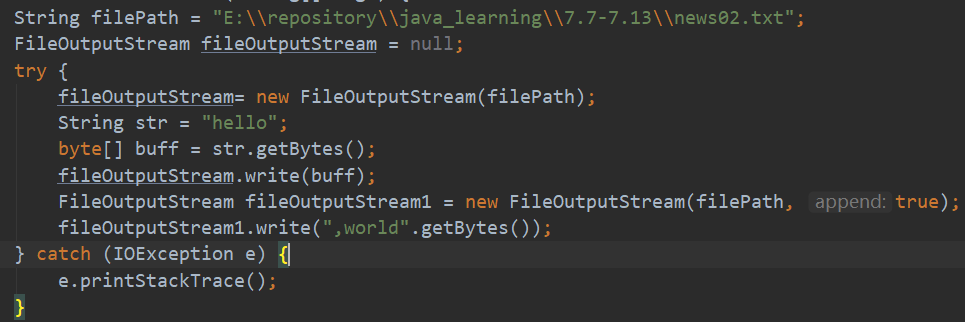 String filePath = "E:\\repository\\java_learning\\7.7-7.13\\news02.txt";
FileOutputStream fileOutputStream = null;
try {
fileOutputStream= new FileOutputStream(filePath);
String str = "hello";
byte[] buff = str.getBytes();
fileOutputStream.write(buff);
FileOutputStream fileOutputStream1 = new FileOutputStream(filePath, append: true);
fileOutputStream1.write(",world".getBytes());
} catch (IOException e) {
e.printStackTrace();
}